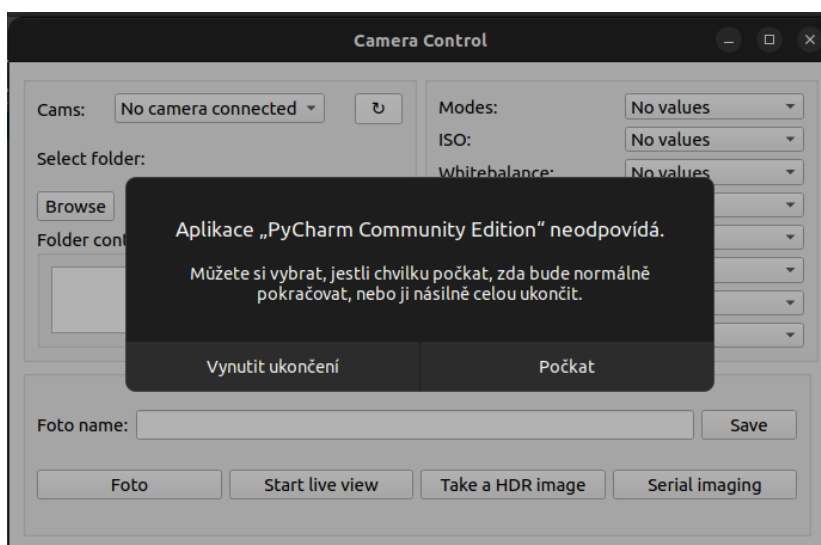 Camera Control
Cams: No camera connected ↻
Select folder:
Browse
Folder cont
Modes: No values
ISO: No values
Whitebalance: No values
Aplikace „PyCharm Community Edition“ neodpovídá.
Můžete si vybrat, jestli chvilku počkat, zda bude normálně
pokračovat, nebo ji násilně celou ukončit.
Vynutit ukončení Počkat
Foto name: Save
Foto Start live view Take a HDR image Serial imaging